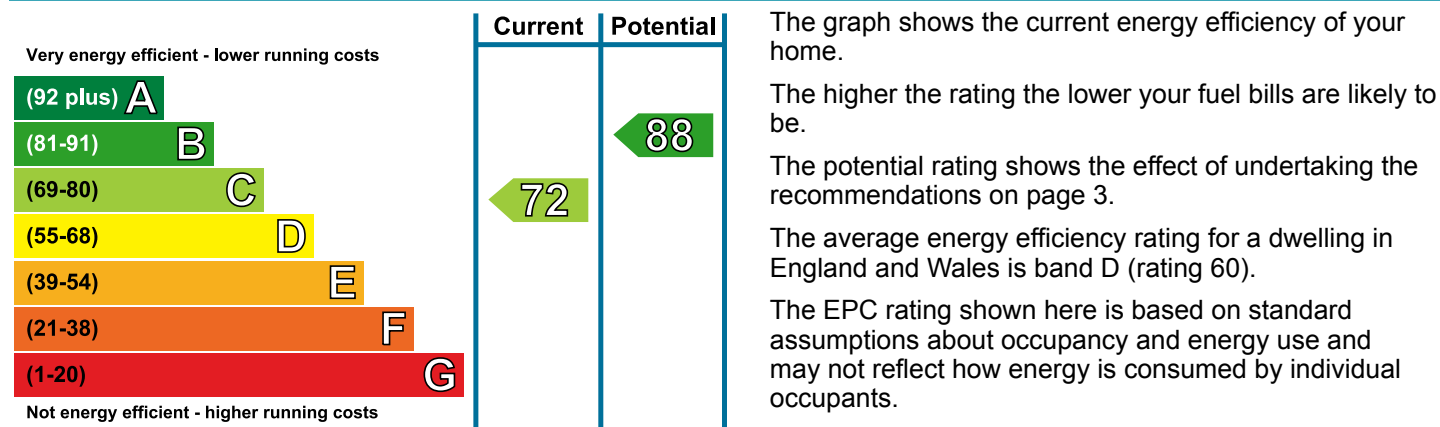 Current Potential
Very energy efficient - lower running costs
(92 plus) A
(81-91) B
88
(69-80) C
72
(55-68) D
(39-54) E
(21-38) F
(1-20) G
Not energy efficient - higher running costs
The graph shows the current energy efficiency of your
home.
The higher the rating the lower your fuel bills are likely to
be.
The potential rating shows the effect of undertaking the
recommendations on page 3.
The average energy efficiency rating for a dwelling in
England and Wales is band D (rating 60).
The EPC rating shown here is based on standard
assumptions about occupancy and energy use and
may not reflect how energy is consumed by individual
occupants.